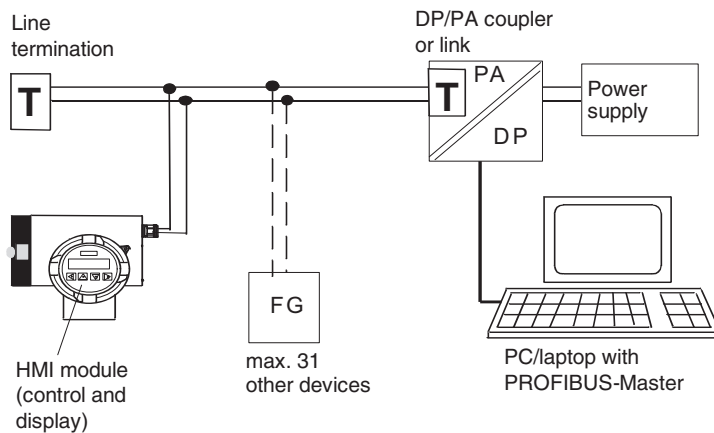 Line
termination
DP/PA coupler
or link
T
T
PA
DP
Power
supply
FG
HMI module
(control and
display)
max. 31
other devices
PC/laptop with
PROFIBUS-Master